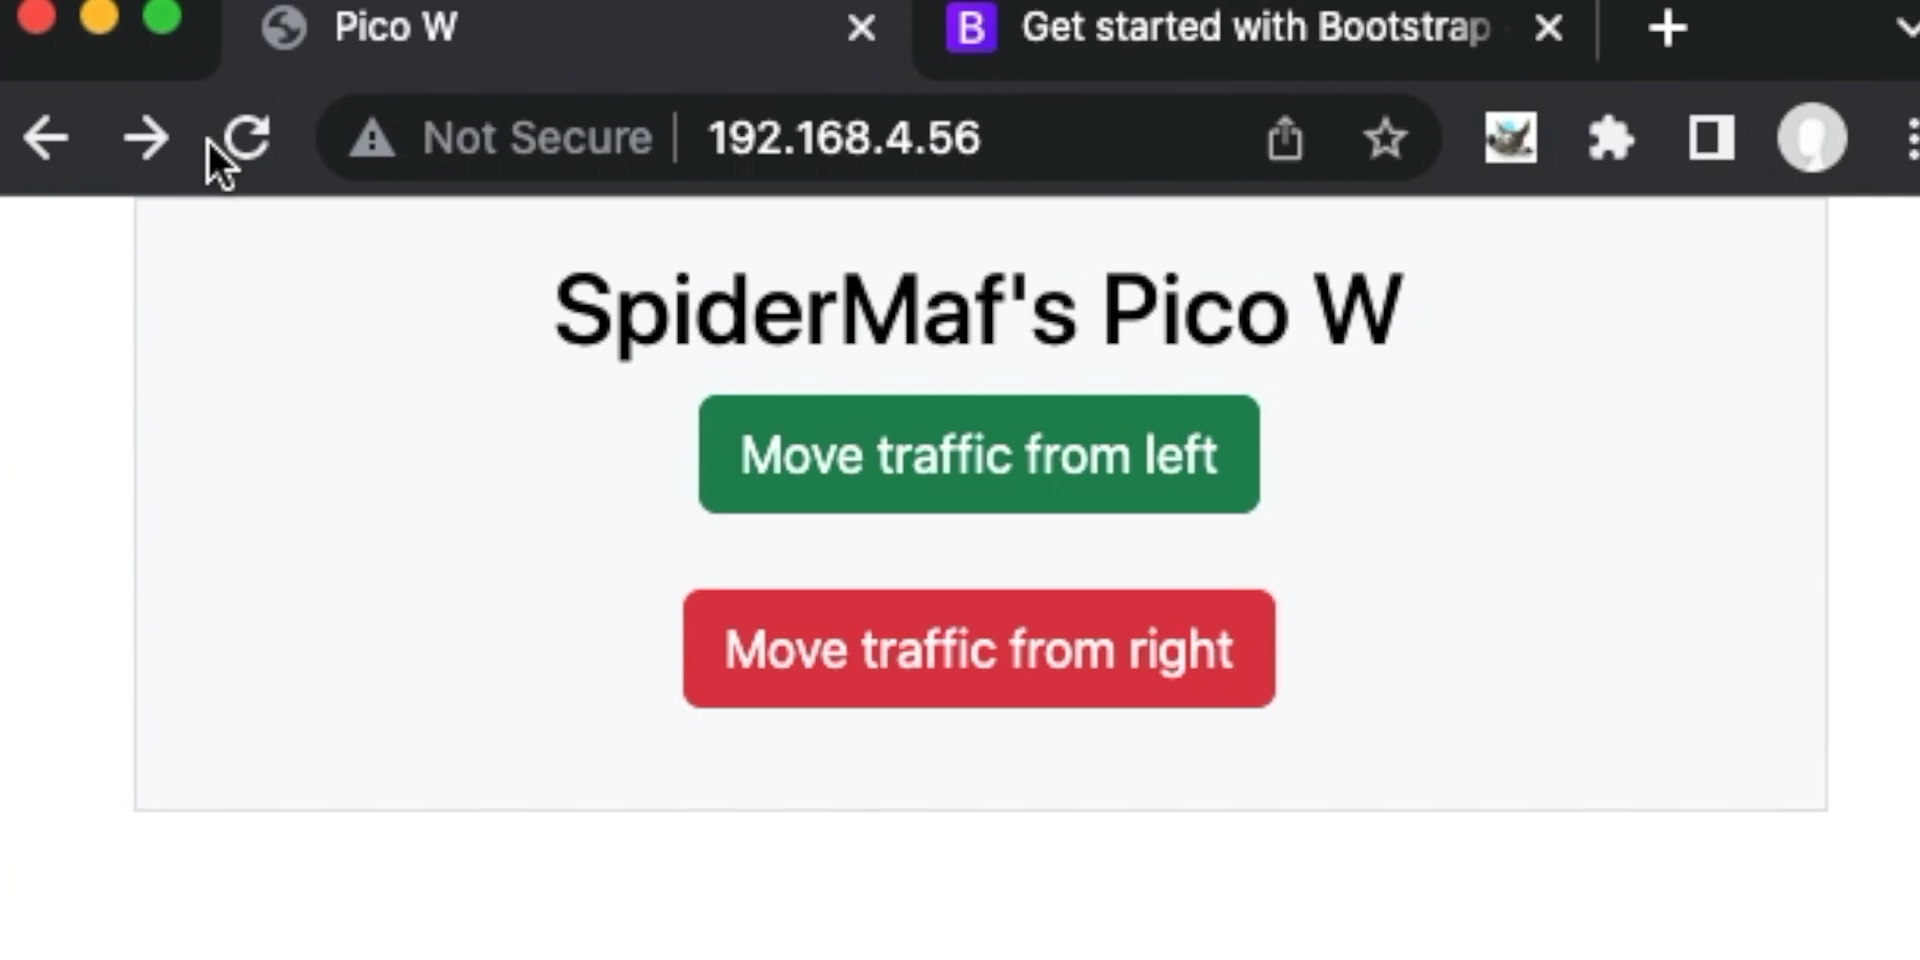 Pico W
B Get started with Bootstrap
Not Secure 192.168.4.56
SpiderMaf's Pico W
Move traffic from left
Move traffic from right